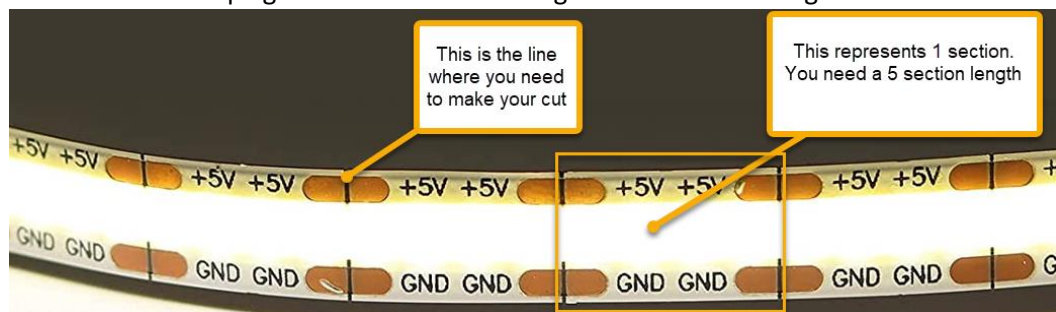 This is the line
where you need
to make your cut
This represents 1 section.
You need a 5 section length
+5V +5V +5V +5V +5V +5V +5V +5V +5V +5V +
GND GND GND GND GND GND GND GND GND GND G